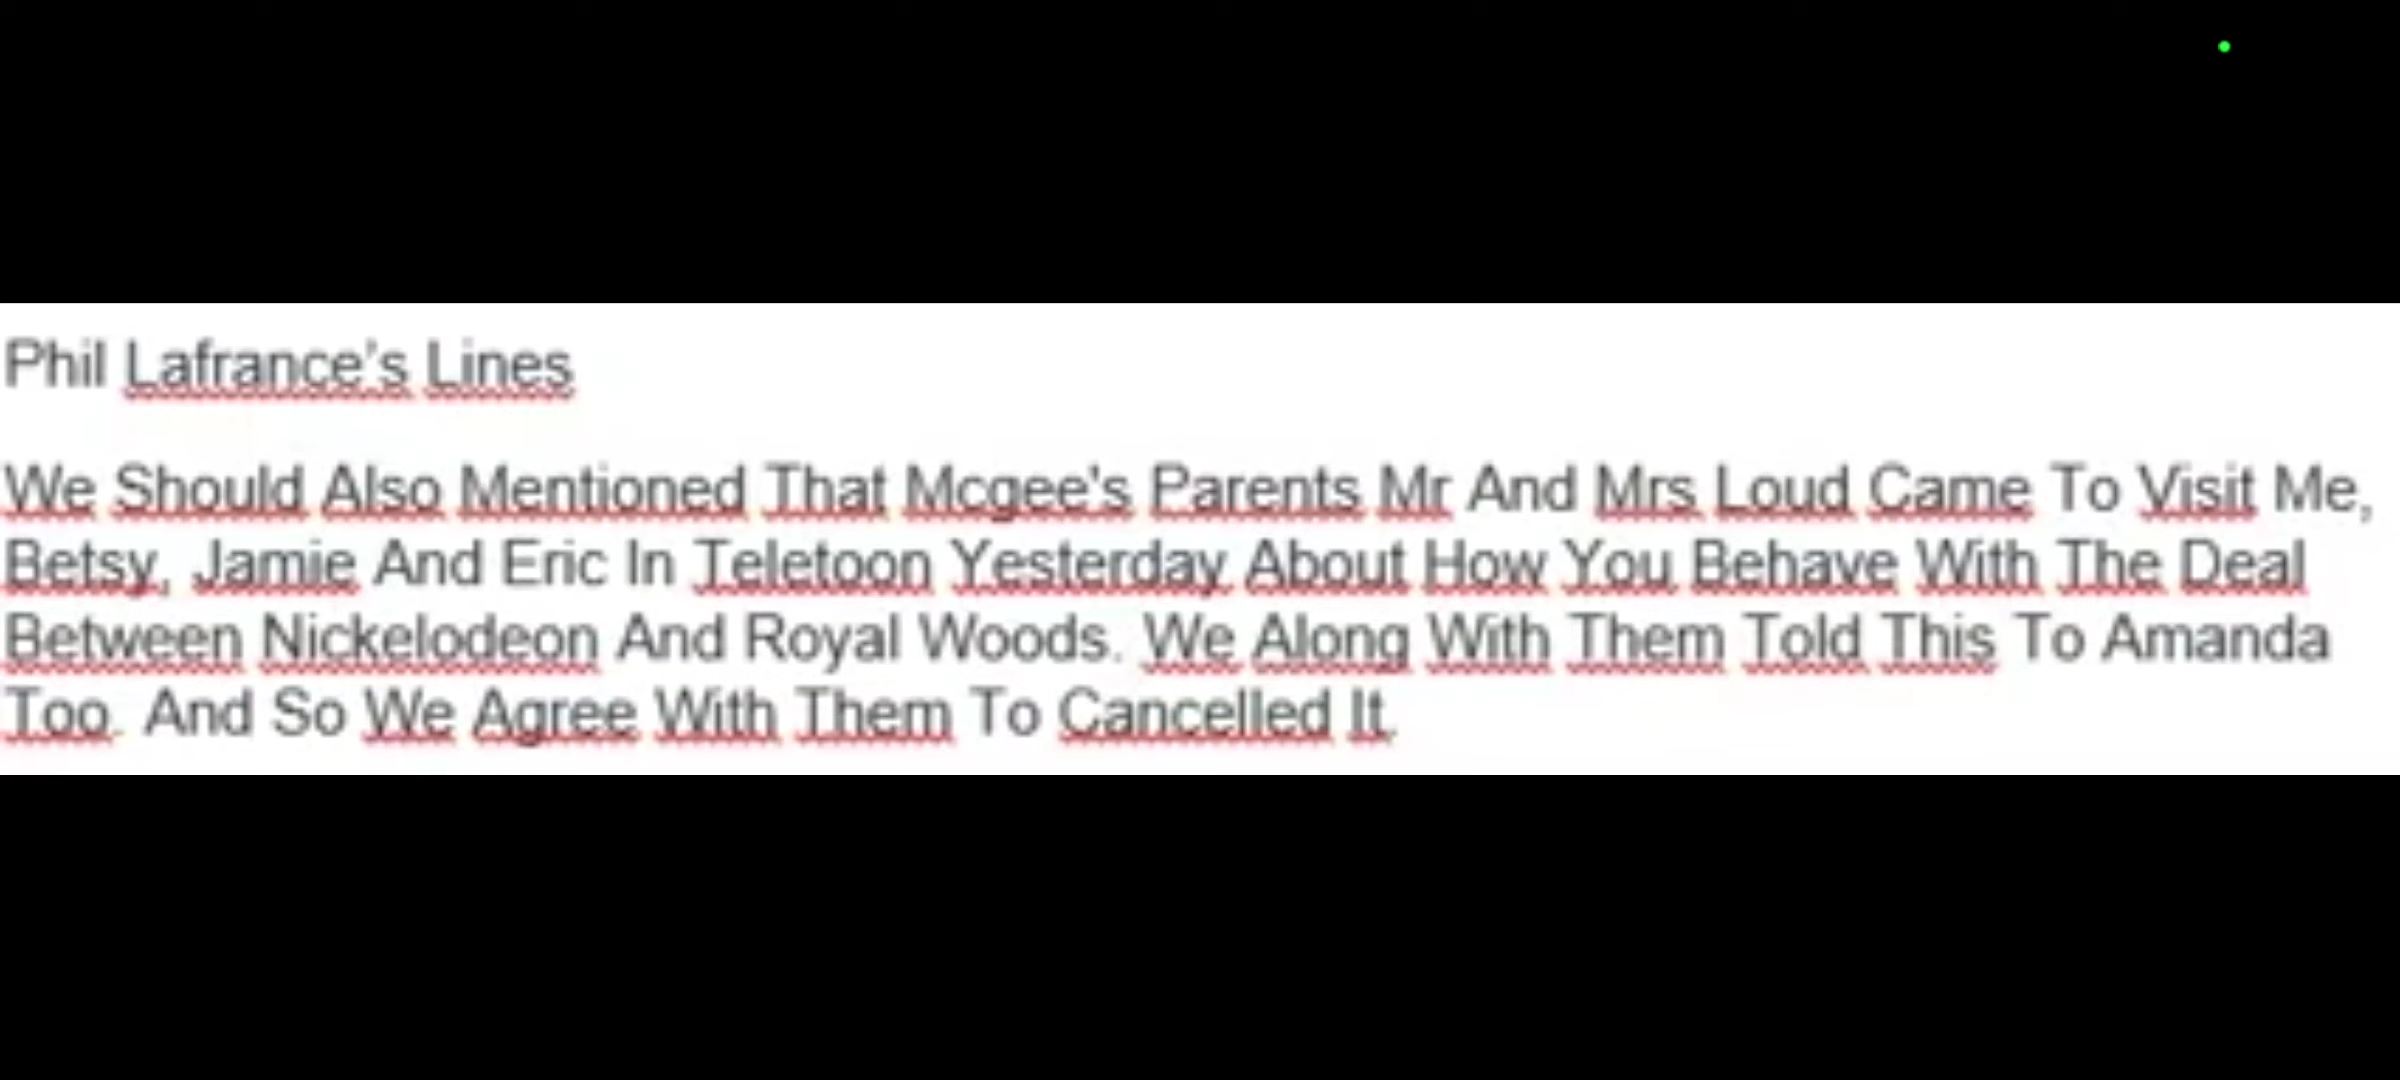 Phil Lafrance's Lines
We Should Also Mentioned That Mcgee's Parents Mr And Mrs Loud Came To Visit Me,
Betsy, Jamie And Eric In Teletoon Yesterday About How You Behave With The Deal
Between Nickelodeon And Royal Woods. We Along With Them Told This To Amanda
Too. And So We Agree With Them To Cancelled It.